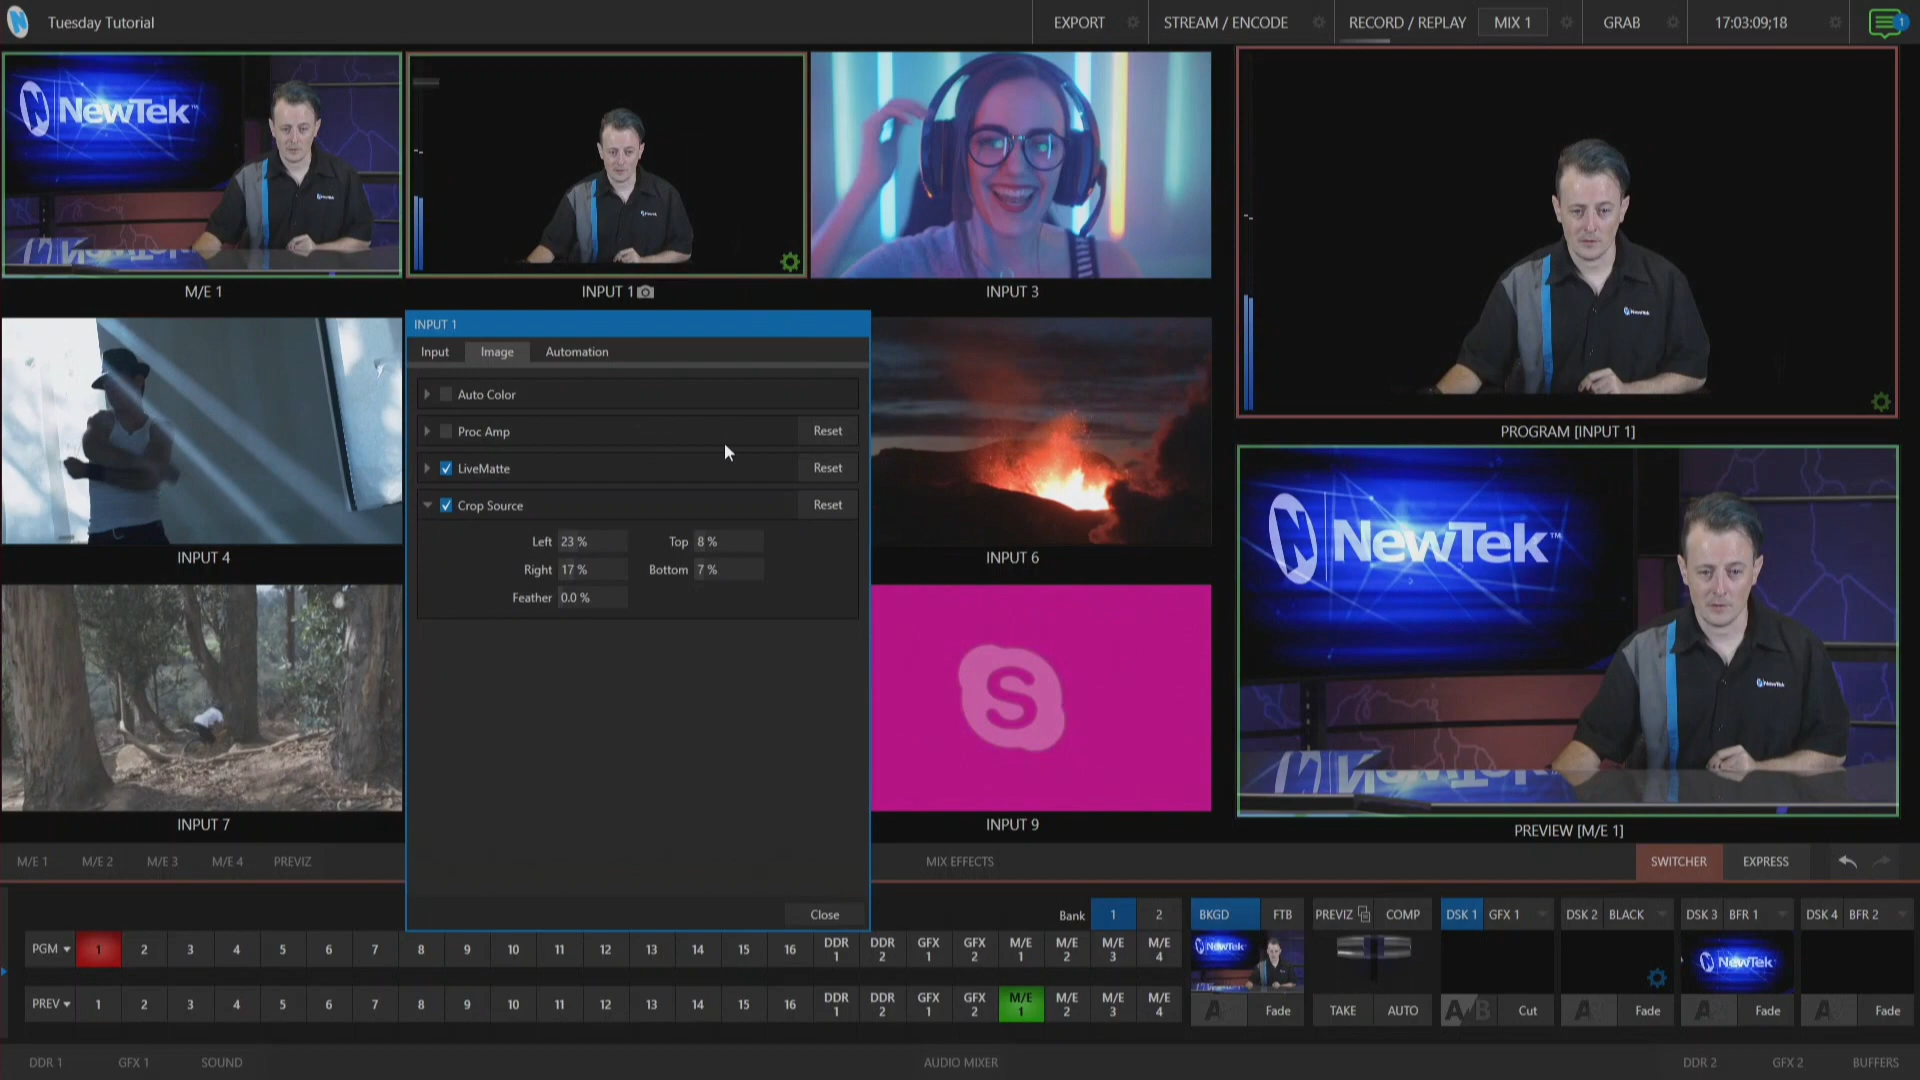 Tuesday Tutorial
EXPORT
STREAM / ENCODE
RECORD / REPLAY
MIX 1
GRAB
17:03:09;18
1
NewTek™
M/E 1
INPUT 1
INPUT 3
PROGRAM [INPUT 1]
INPUT 1
Input
Image
Automation
Auto Color
Proc Amp
Reset
LiveMatte
Reset
Crop Source
Reset
Left 23 %
Top 8 %
Right 17 %
Bottom 7 %
Feather 0.0 %
Close
INPUT 4
INPUT 6
NewTek™
NewTek
PREVIEW [M/E 1]
INPUT 7
S
INPUT 9
M/E 1
M/E 2
M/E 3
M/E 4
PREVIZ
MIX EFFECTS
SWITCHER
EXPRESS
Bank
1
2
BKGD
FTB
PREVIZ
COMP
DSK 1
GFX 1
DSK 2
BLACK
DSK 3
BFR 1
DSK 4
BFR 2
PGM
1 2 3 4 5 6 7 8 9 10 11 12 13 14 15 16
DDR 1
DDR 2
GFX 1
GFX 2
M/E 1
M/E 2
M/E 3
M/E 4
NewTek
NewTek
PREV
1 2 3 4 5 6 7 8 9 10 11 12 13 14 15 16
DDR 1
DDR 2
GFX 1
GFX 2
M/E 1
M/E 2
M/E 3
M/E 4
A
Fade
TAKE
AUTO
A/B
Cut
A
Fade
A
Fade
A
Fade
DDR 1
GFX 1
SOUND
AUDIO MIXER
DDR 2
GFX 2
BUFFERS